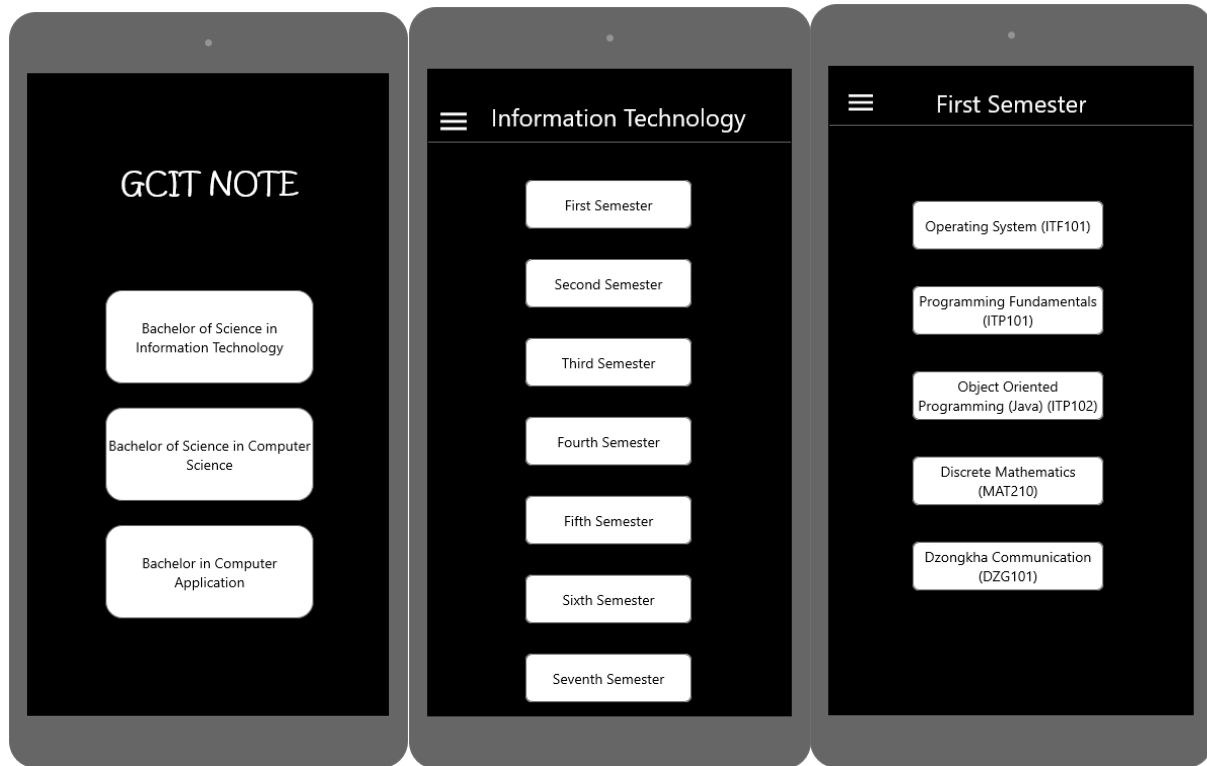 GCIT NOTE
Bachelor of Science in
Information Technology
Bachelor of Science in Computer
Science
Bachelor in Computer
Application
Information Technology
First Semester
Second Semester
Third Semester
Fourth Semester
Fifth Semester
Sixth Semester
Seventh Semester
First Semester
Operating System (ITF101)
Programming Fundamentals
(ITP101)
Object Oriented
Programming (Java) (ITP102)
Discrete Mathematics
(MAT210)
Dzongkha Communication
(DZG101)